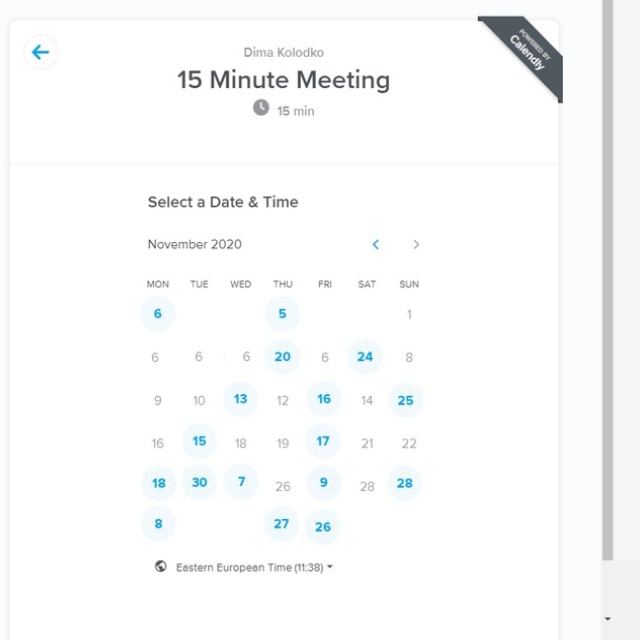 Dima Kolodko
POWERED BY
Calendly
15 Minute Meeting
15 min
Select a Date & Time
November 2020
MON TUE WED THU FRI SAT SUN
6 5 1
6 6 6 20 6 24 8
9 10 13 12 16 14 25
16 15 18 19 17 21 22
18 30 7 26 9 28 28
8 27 26
Eastern European Time (11:38)